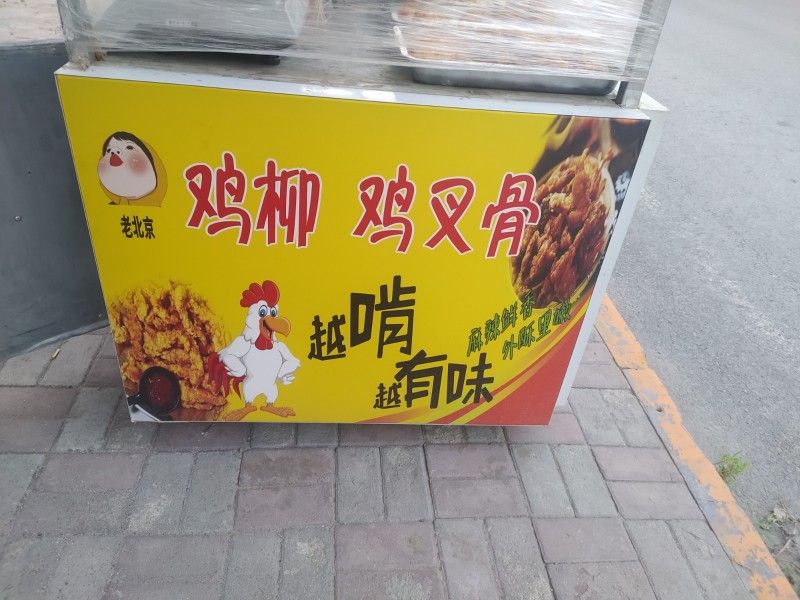 老北京
鸡柳 鸡叉骨
越啃
越有味
麻辣鲜香
外酥里嫩